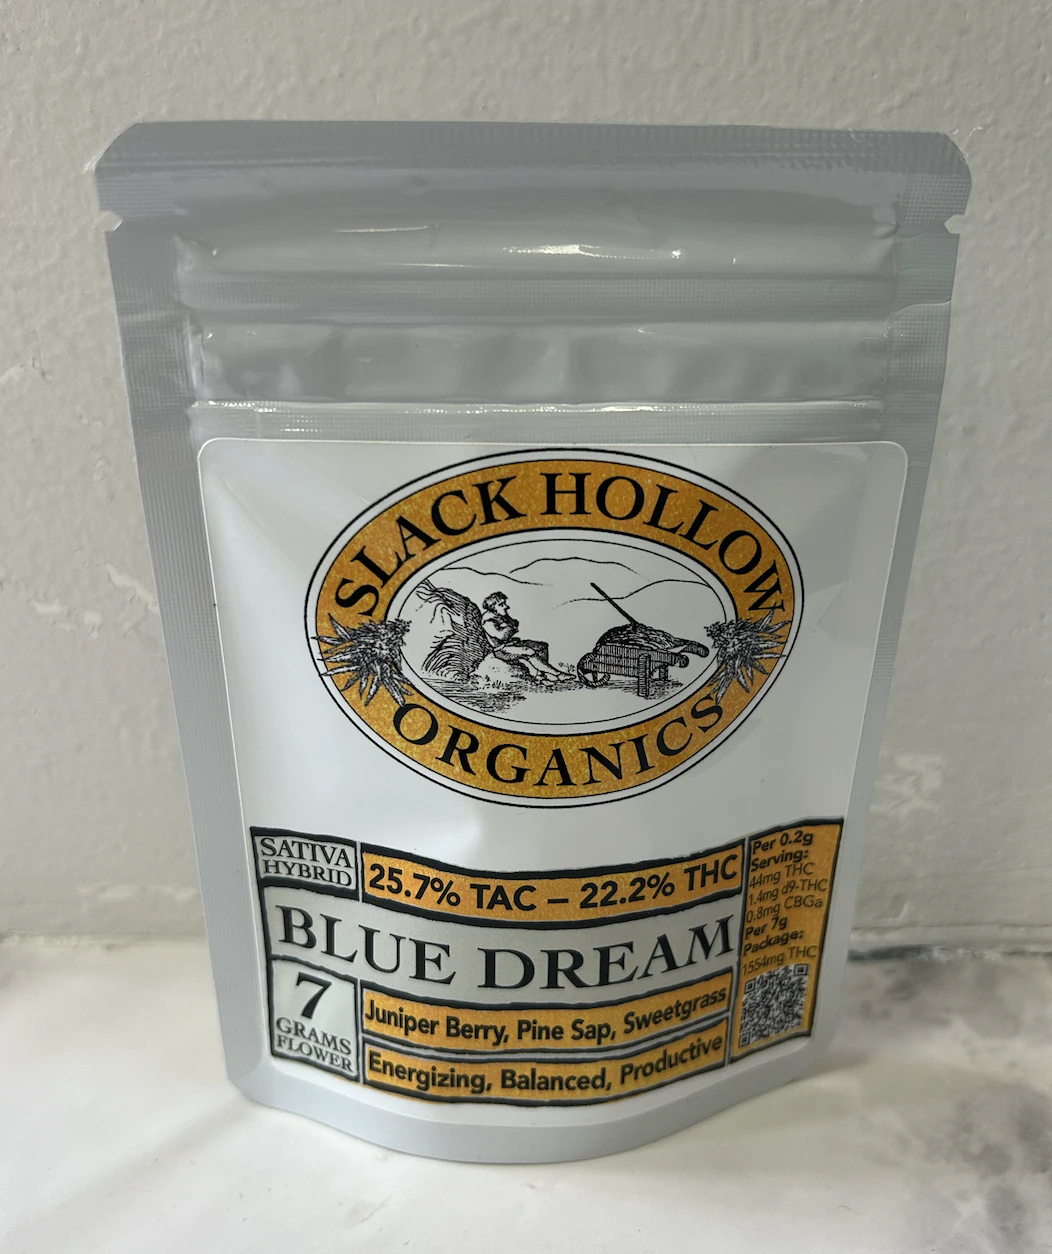 SLACK HOLLOW
ORGANICS
SATIVA
HYBRID
25.7% TAC – 22.2% THC
BLUE DREAM
7
GRAMS
FLOWER
Juniper Berry, Pine Sap, Sweetgrass
Energizing, Balanced, Productive
Per 0.2g
Serving:
44mg THC
1.4mg d9-THC
0.8mg CBGa
Per 7g
Package:
1554mg THC